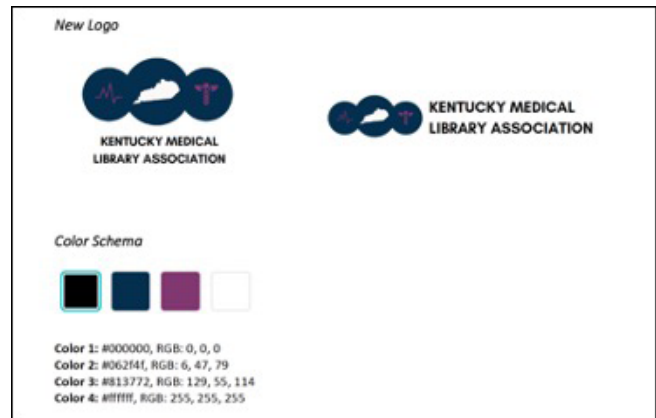 New Logo
KENTUCKY MEDICAL
LIBRARY ASSOCIATION
KENTUCKY MEDICAL
LIBRARY ASSOCIATION
Color Schema
Color 1: #000000, RGB: 0, 0, 0
Color 2: #062f4f, RGB: 6, 47, 79
Color 3: #813772, RGB: 129, 55, 114
Color 4: #ffffff, RGB: 255, 255, 255